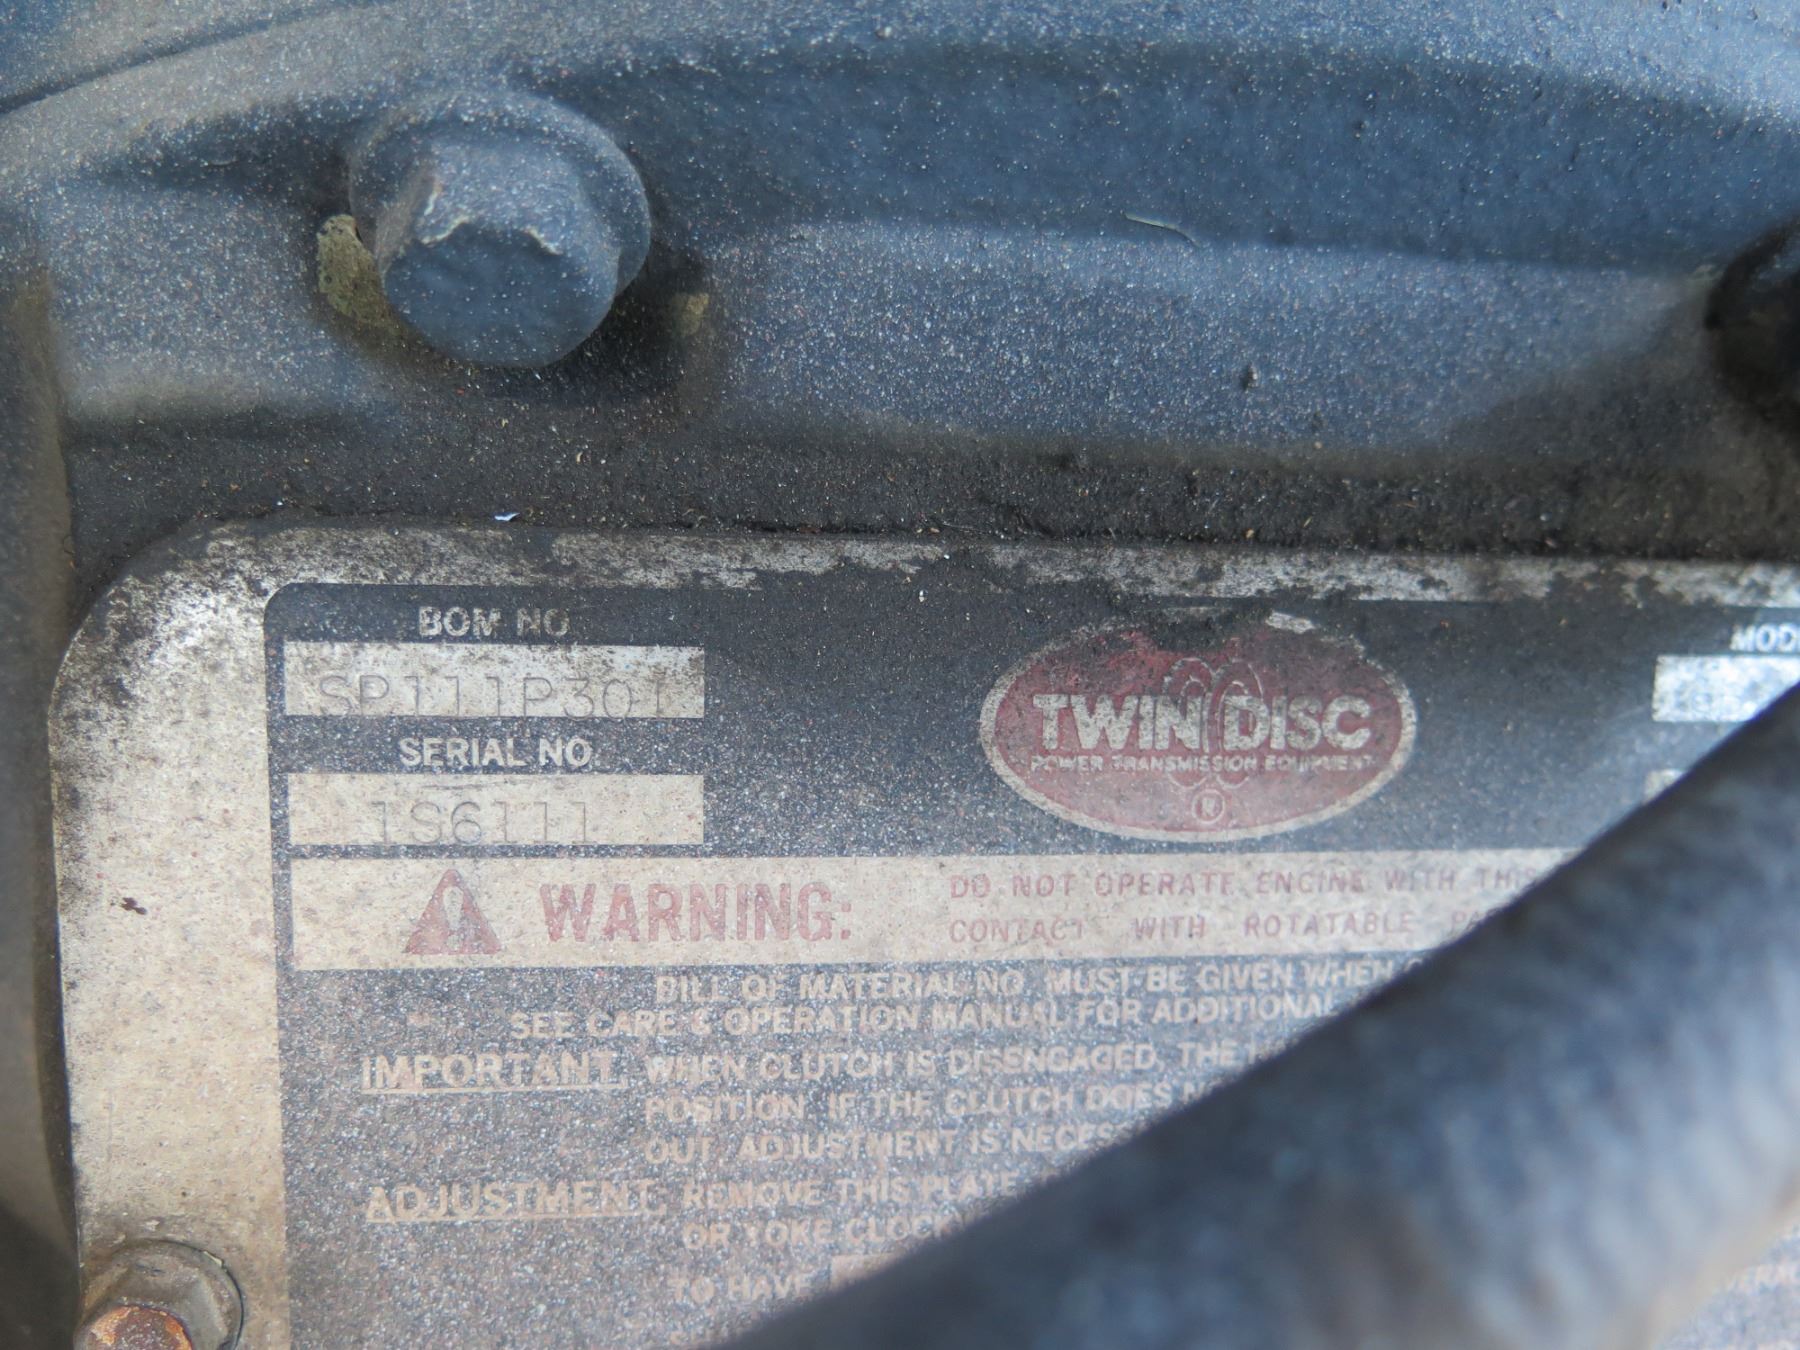 BOM NO
SP111P301
SERIAL NO.
1S6111
TWIN DISC
POWER TRANSMISSION EQUIPMENT
®
WARNING:
DO NOT OPERATE ENGINE WITH THIS
CONTACT WITH ROTATABLE
BILL OF MATERIAL NO. MUST BE GIVEN WHEN
SEE CARE & OPERATION MANUAL FOR ADDITIONAL
IMPORTANT. WHEN CLUTCH IS DISENGAGED, THE
POSITION. IF THE CLUTCH DOES
OUT, ADJUSTMENT IS
ADJUSTMENT. REMOVE THIS PLATE
OR YOKE
TO HAVE